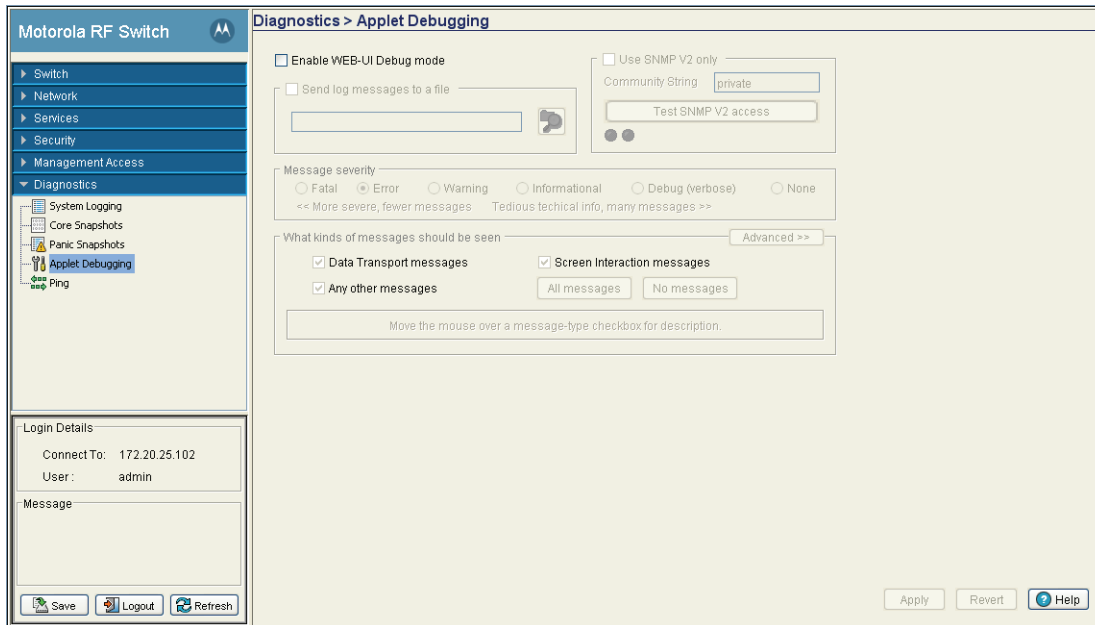 Motorola RF Switch
Switch
Network
Services
Security
Management Access
Diagnostics
System Logging
Core Snapshots
Panic Snapshots
Applet Debugging
Ping
Login Details
Connect To: 172.20.25.102
User : admin
Message
Save Logout Refresh
Diagnostics > Applet Debugging
Enable WEB-UI Debug mode
Send log messages to a file
Use SNMP V2 only
Community String private
Test SNMP V2 access
Message severity
Fatal Error Warning Informational Debug (verbose) None
<< More severe, fewer messages Tedious techical info, many messages >>
What kinds of messages should be seen Advanced >>
Data Transport messages Screen Interaction messages
Any other messages All messages No messages
Move the mouse over a message-type checkbox for description.
Apply Revert Help